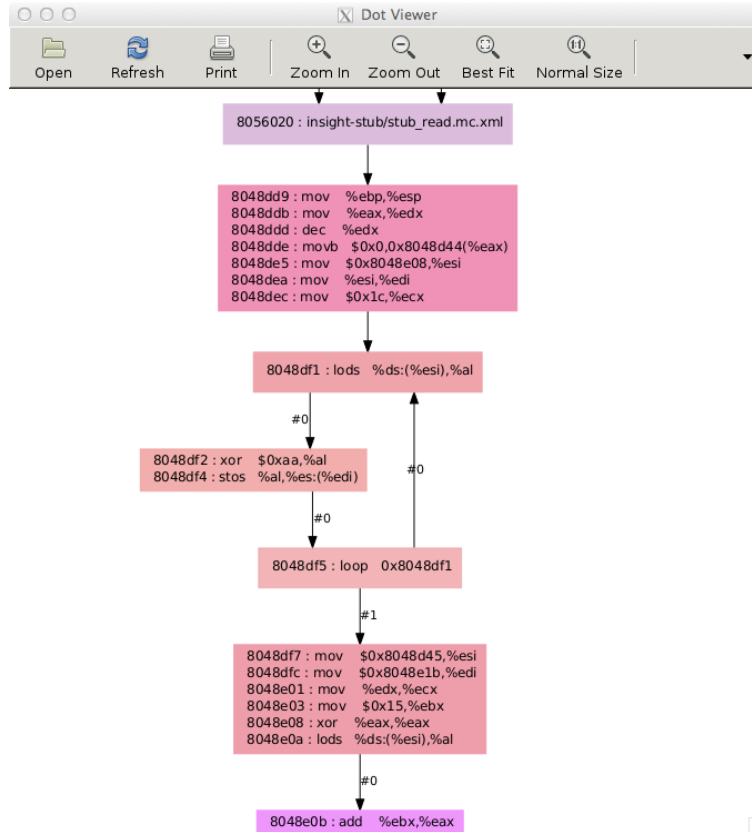 Dot Viewer
Open Refresh Print Zoom In Zoom Out Best Fit Normal Size
8056020 : insight-stub/stub_read.mc.xml
8048dd9 : mov %ebp,%esp
8048ddb : mov %eax,%edx
8048ddd : dec %edx
8048dde : movb $0x0,0x8048d44(%eax)
8048de5 : mov $0x8048e08,%esi
8048dea : mov %esi,%edi
8048dec : mov $0x1c,%ecx
8048df1 : lods %ds:(%esi),%al
#0
8048df2 : xor $0xaa,%al
8048df4 : stos %al,%es:(%edi)
#0
#0
8048df5 : loop 0x8048df1
#1
8048df7 : mov $0x8048d45,%esi
8048dfc : mov $0x8048e1b,%edi
8048e01 : mov %edx,%ecx
8048e03 : mov $0x15,%ebx
8048e08 : xor %eax,%eax
8048e0a : lods %ds:(%esi),%al
#0
8048e0b : add %ebx,%eax